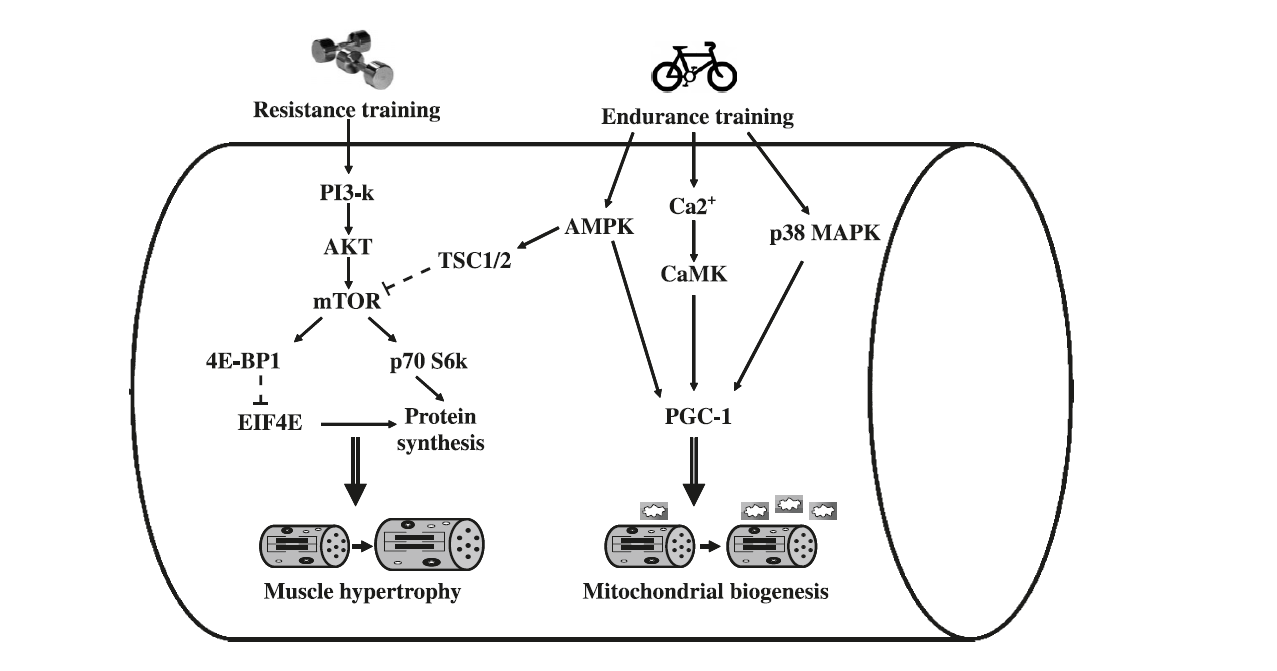 Resistance training
Endurance training
PI3-k
AKT
mTOR
4E-BP1
p70 S6k
EIF4E
Protein
synthesis
TSC1/2
AMPK
Ca2⁺
CaMK
p38 MAPK
PGC-1
Muscle hypertrophy
Mitochondrial biogenesis